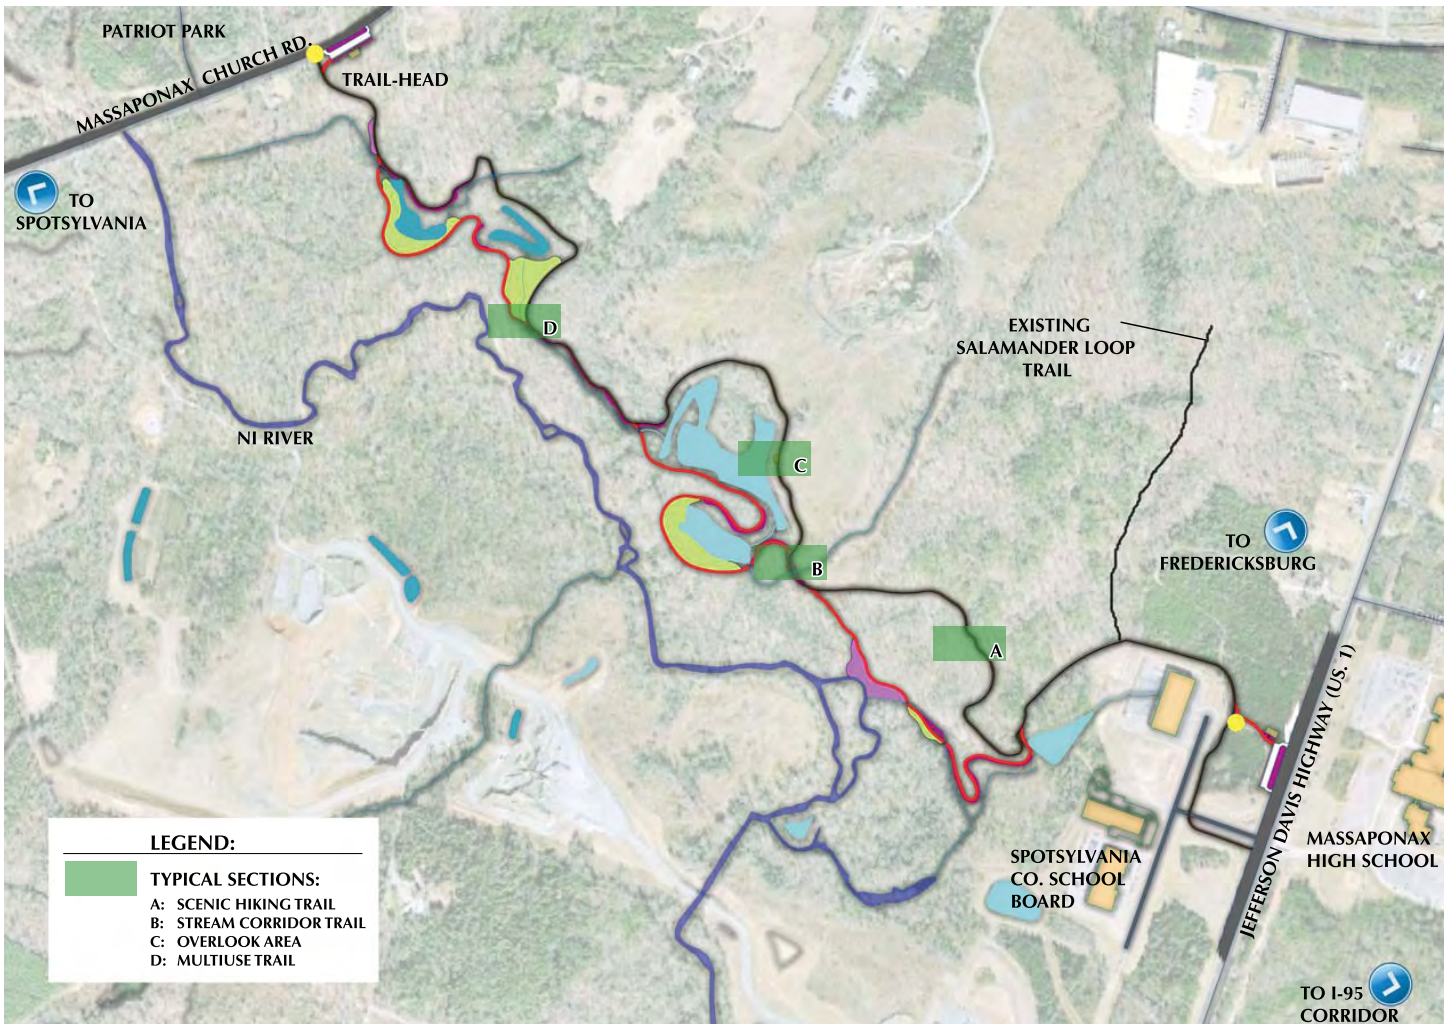 PATRIOT PARK
MASSAPONAX CHURCH RD.
TRAIL-HEAD
TO
SPOTSYLVANIA
D
EXISTING
SALAMANDER LOOP
TRAIL
NI RIVER
C
TO
FREDERICKSBURG
B
A
JEFFERSON DAVIS HIGHWAY (US. 1)
MASSAPONAX
HIGH SCHOOL
SPOTSYLVANIA
CO. SCHOOL
BOARD
LEGEND:
TYPICAL SECTIONS:
A: SCENIC HIKING TRAIL
B: STREAM CORRIDOR TRAIL
C: OVERLOOK AREA
D: MULTIUSE TRAIL
TO I-95
CORRIDOR